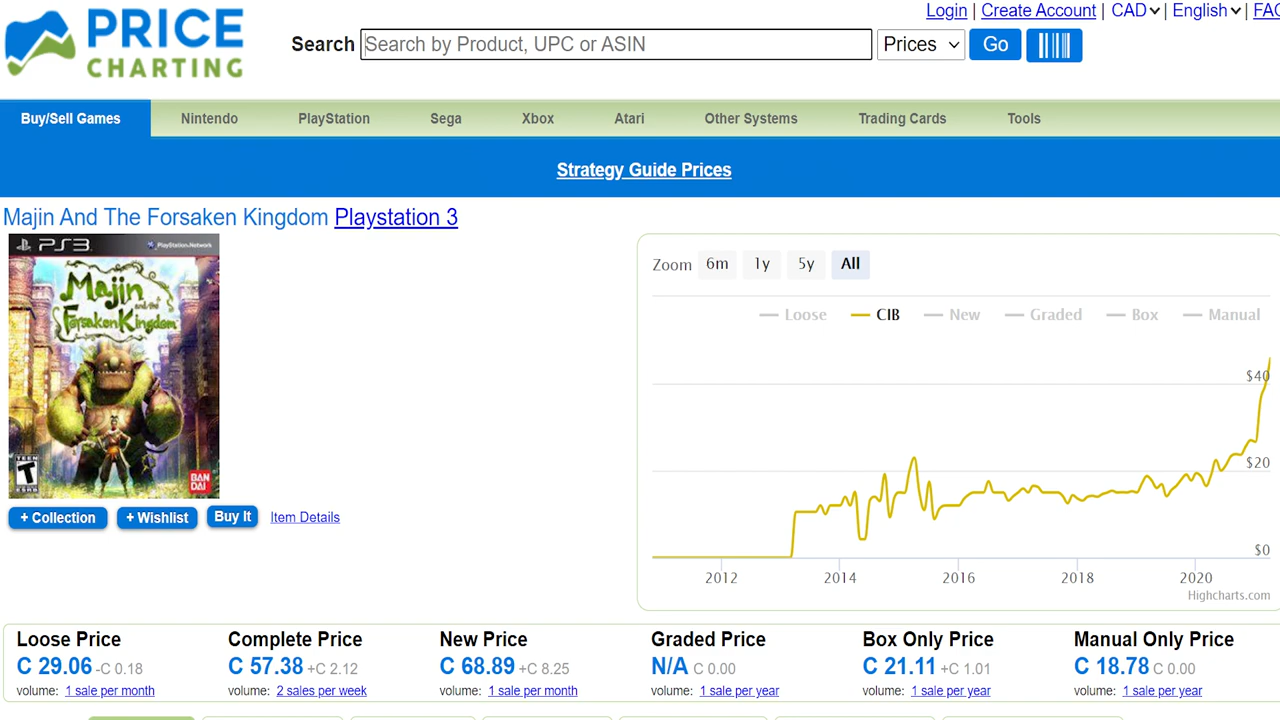 Login | Create Account | CAD | English | FAQ
PRICE
CHARTING
Search Search by Product, UPC or ASIN Prices Go
Buy/Sell Games Nintendo PlayStation Sega Xbox Atari Other Systems Trading Cards Tools
Strategy Guide Prices
Majin And The Forsaken Kingdom Playstation 3
PS3 PlayStation Network
Majin
and the
Forsaken Kingdom
TEEN
T
ESRB
BAN
DAI
+ Collection + Wishlist Buy It Item Details
Zoom 6m 1y 5y All
Loose CIB New Graded Box Manual
$40
$20
$0
2012 2014 2016 2018 2020
Highcharts.com
Loose Price Complete Price New Price Graded Price Box Only Price Manual Only Price
C 29.06 -C 0.18 C 57.38 +C 2.12 C 68.89 +C 8.25 N/A C 0.00 C 21.11 +C 1.01 C 18.78 C 0.00
volume: 1 sale per month volume: 2 sales per week volume: 1 sale per month volume: 1 sale per year volume: 1 sale per year volume: 1 sale per year